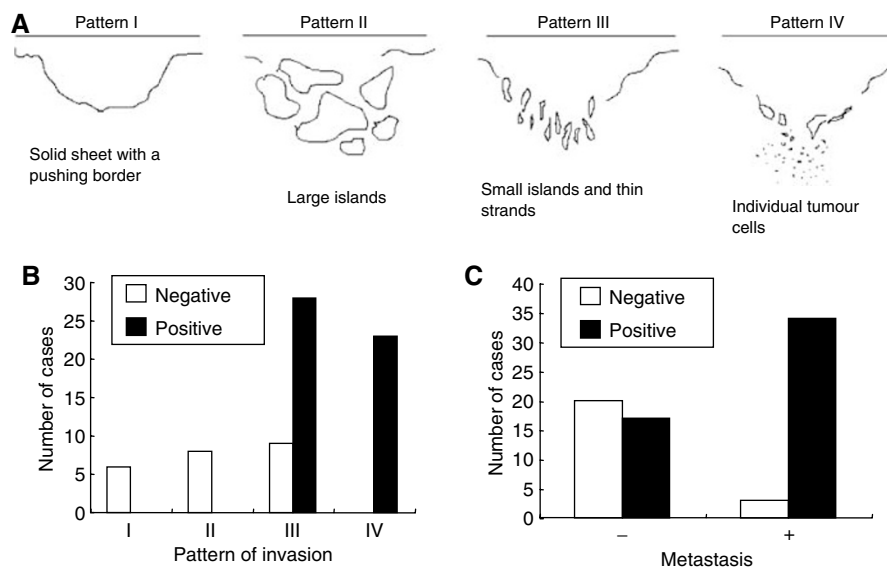 A
Pattern I
Pattern II
Pattern III
Pattern IV
Solid sheet with a
pushing border
Large islands
Small islands and thin
strands
Individual tumour
cells
B
Number of cases
30
25
20
15
10
5
0
Negative
Positive
I
II
III
IV
Pattern of invasion
C
Number of cases
40
35
30
25
20
15
10
5
0
Negative
Positive
–
+
Metastasis